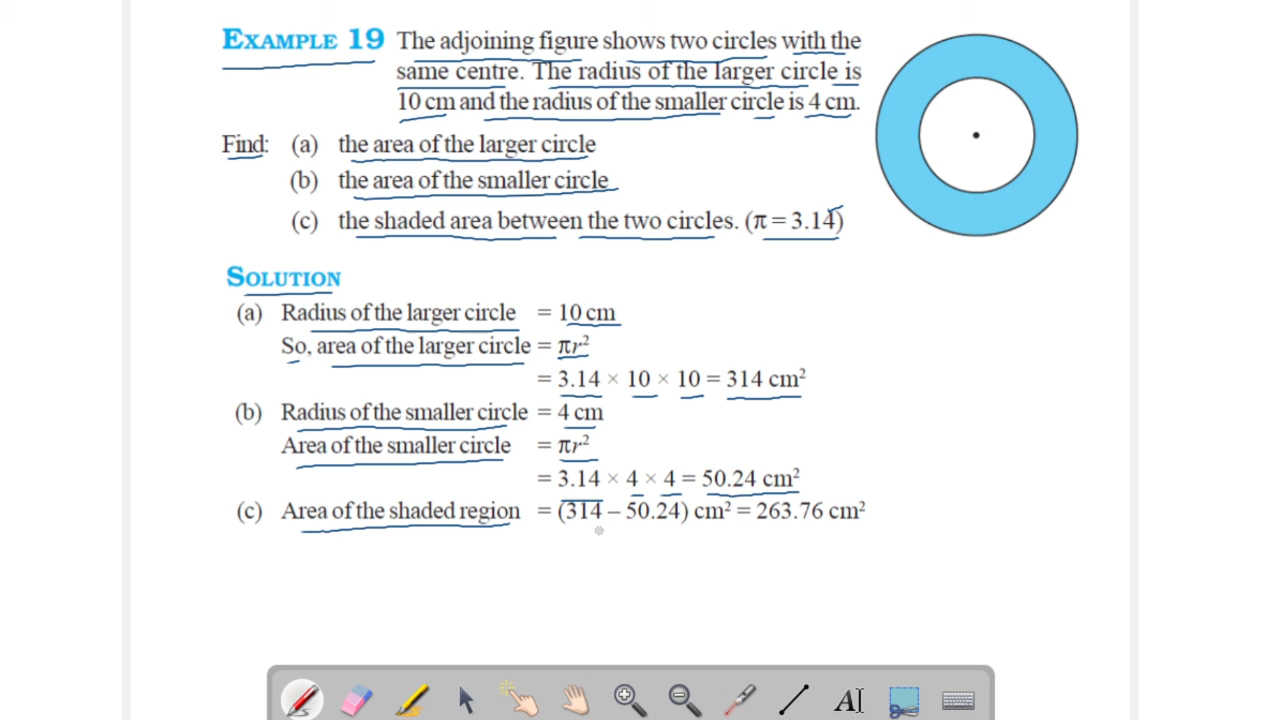 EXAMPLE 19 The adjoining figure shows two circles with the
same centre. The radius of the larger circle is
10 cm and the radius of the smaller circle is 4 cm.
Find: (a) the area of the larger circle
(b) the area of the smaller circle
(c) the shaded area between the two circles. (π = 3.14)
SOLUTION
(a) Radius of the larger circle = 10 cm
So, area of the larger circle = πr²
= 3.14 × 10 × 10 = 314 cm²
(b) Radius of the smaller circle = 4 cm
Area of the smaller circle = πr²
= 3.14 × 4 × 4 = 50.24 cm²
(c) Area of the shaded region = (314 – 50.24) cm² = 263.76 cm²
AI